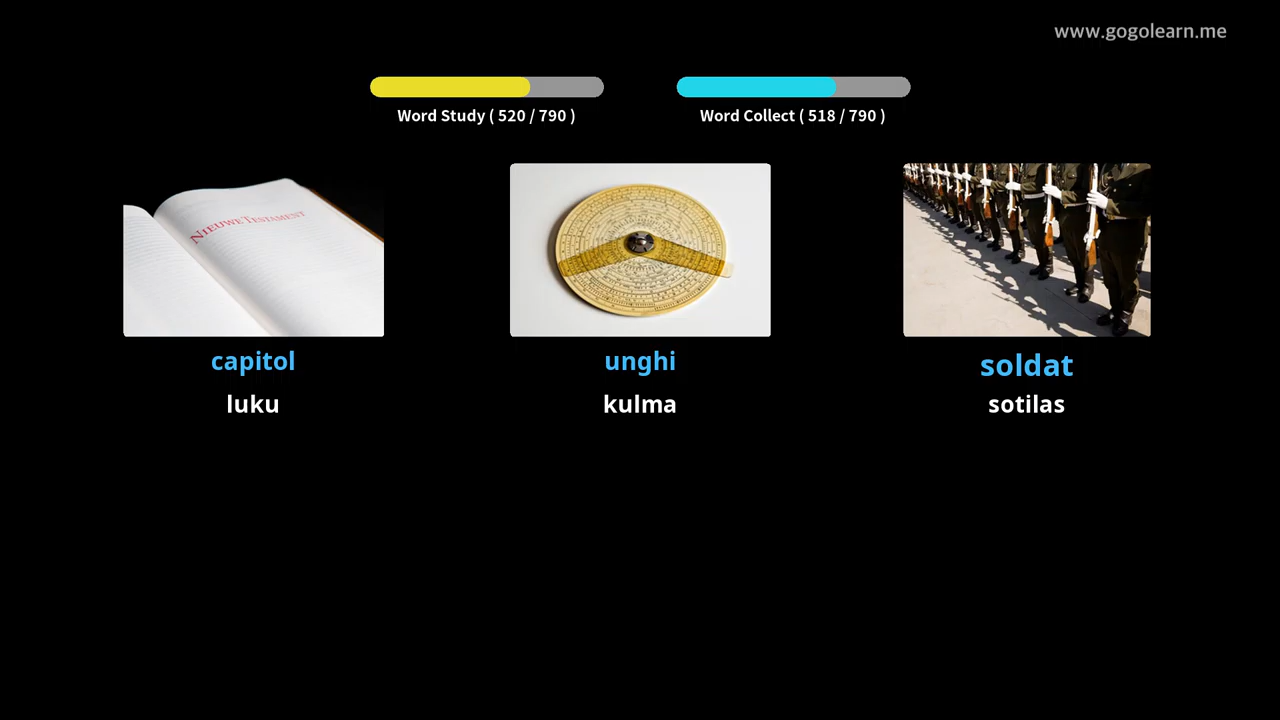 www.gogolearn.me
Word Study ( 520 / 790 )
Word Collect ( 518 / 790 )
NIEUWE TESTAMENT
capitol
unghi
soldat
luku
kulma
sotilas